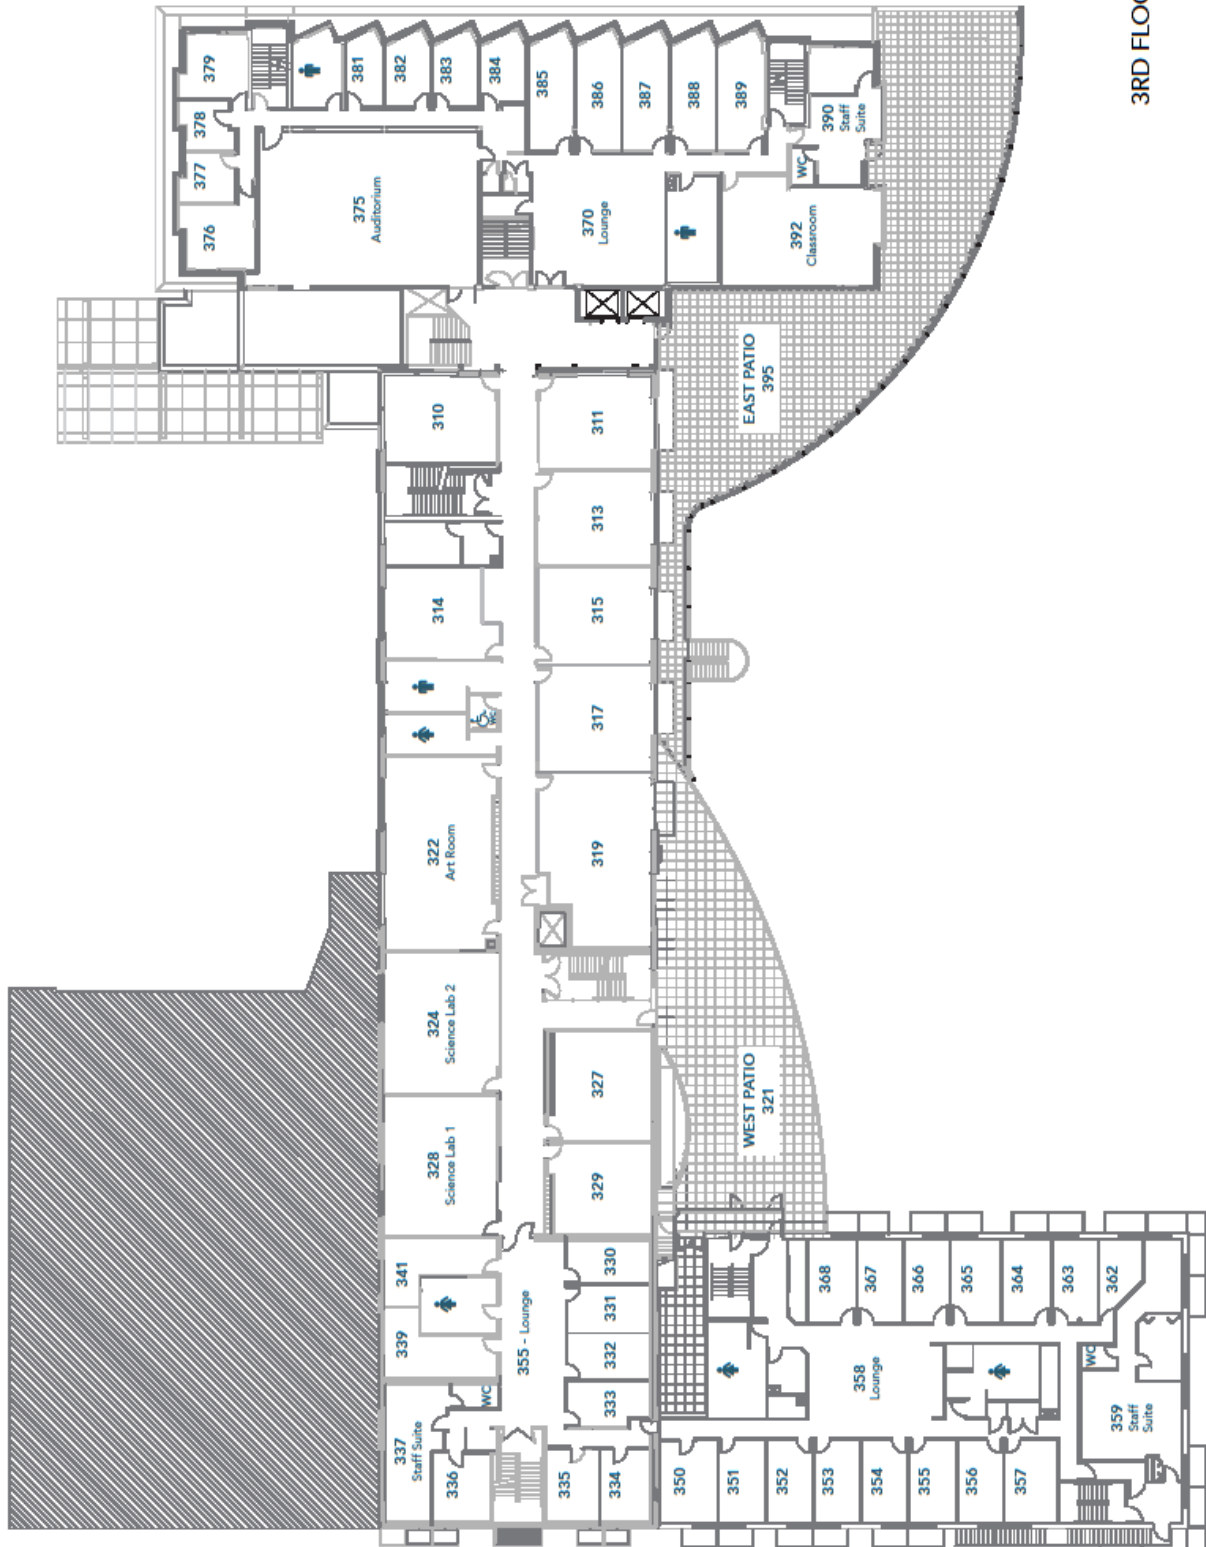 3RD FLOO
379
378
377
376
381
382
383
384
385
386
387
388
389
390
Staff
Suite
WC
375
Auditorium
370
Lounge
392
Classroom
EAST PATIO
395
310
311
313
314
315
317
WC
322
Art Room
319
324
Science Lab 2
327
328
Science Lab 1
329
WEST PATIO
321
341
339
330
331
332
333
355 - Lounge
WC
337
Staff Suite
336
335
334
368
367
366
365
364
363
362
358
Lounge
WC
359
Staff
Suite
350
351
352
353
354
355
356
357